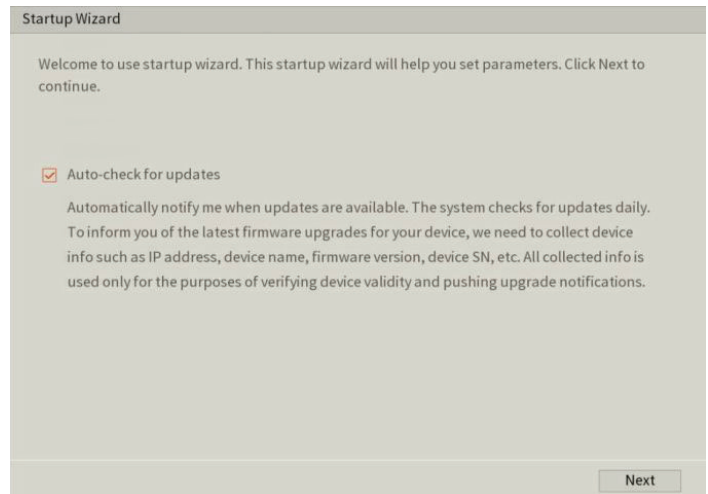 Startup Wizard
Welcome to use startup wizard. This startup wizard will help you set parameters. Click Next to
continue.
Auto-check for updates
Automatically notify me when updates are available. The system checks for updates daily.
To inform you of the latest firmware upgrades for your device, we need to collect device
info such as IP address, device name, firmware version, device SN, etc. All collected info is
used only for the purposes of verifying device validity and pushing upgrade notifications.
Next